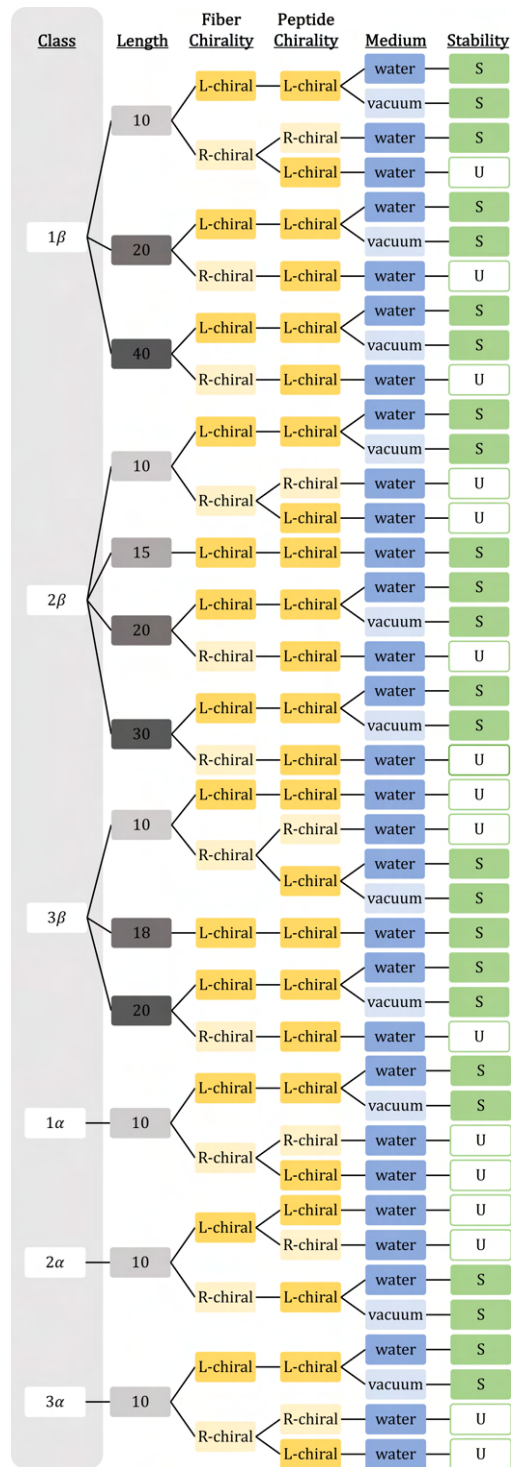 Fiber Peptide
Class Length Chirality Chirality Medium Stability
water S
L-chiral L-chiral
vacuum S
10
R-chiral water S
R-chiral
L-chiral water U
water S
L-chiral L-chiral
1β vacuum S
20
R-chiral L-chiral water U
water S
L-chiral L-chiral
vacuum S
40
R-chiral L-chiral water U
water S
L-chiral L-chiral
vacuum S
10
R-chiral water U
R-chiral
L-chiral water U
15 L-chiral L-chiral water S
water S
2β L-chiral L-chiral
vacuum S
20
R-chiral L-chiral water U
water S
L-chiral L-chiral
vacuum S
30
R-chiral L-chiral water U
L-chiral L-chiral water U
10
R-chiral water U
R-chiral
water S
L-chiral
vacuum S
3β
18 L-chiral L-chiral water S
water S
L-chiral L-chiral
vacuum S
20
R-chiral L-chiral water U
water S
L-chiral L-chiral
vacuum S
1α 10
R-chiral water U
R-chiral
L-chiral water U
L-chiral water U
L-chiral
R-chiral water U
2α 10
water S
R-chiral L-chiral
vacuum S
water S
L-chiral L-chiral
vacuum S
3α 10
R-chiral water U
R-chiral
L-chiral water U